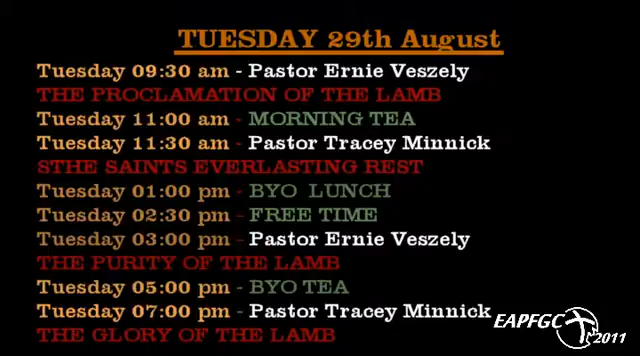 TUESDAY 29th August
Tuesday 09:30 am - Pastor Ernie Veszely
THE PROCLAMATION OF THE LAMB
Tuesday 11:00 am - MORNING TEA
Tuesday 11:30 am - Pastor Tracey Minnick
STHE SAINTS EVERLASTING REST
Tuesday 01:00 pm - BYO LUNCH
Tuesday 02:30 pm - FREE TIME
Tuesday 03:00 pm - Pastor Ernie Veszely
THE PURITY OF THE LAMB
Tuesday 05:00 pm - BYO TEA
Tuesday 07:00 pm - Pastor Tracey Minnick
THE GLORY OF THE LAMB
EAPFGC
2011